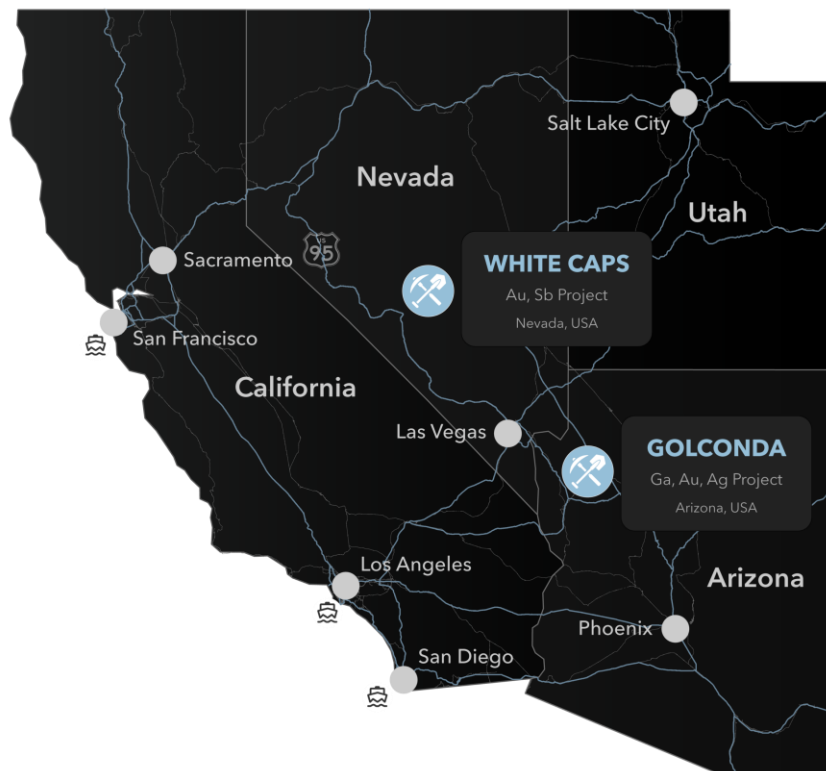 Salt Lake City
Nevada
Utah
US
95
WHITE CAPS
Au, Sb Project
Nevada, USA
Sacramento
San Francisco
California
Las Vegas
GOLCONDA
Ga, Au, Ag Project
Arizona, USA
Los Angeles
Arizona
Phoenix
San Diego